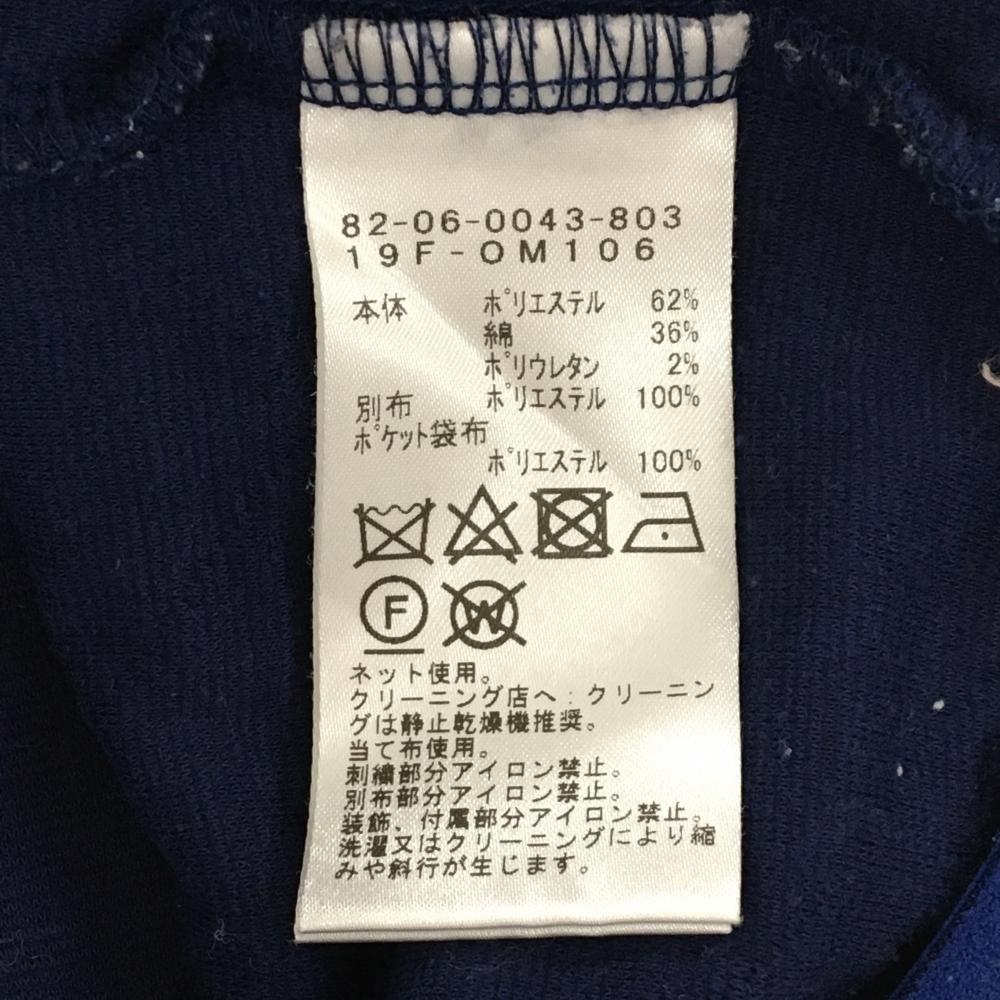 82-06-0043-803
19F-OM106
本体 ポリエステル 62%
綿 36%
ポリウレタン 2%
別布 ポリエステル 100%
ポケット袋布
ポリエステル 100%
F W
ネット使用。
クリーニング店へ:クリーニン
グは静止乾燥機推奨。
当て布使用。
刺繍部分アイロン禁止。
別布部分アイロン禁止。
装飾、付属部分アイロン禁止。
洗濯又はクリーニングにより縮
みや斜行が生じます。